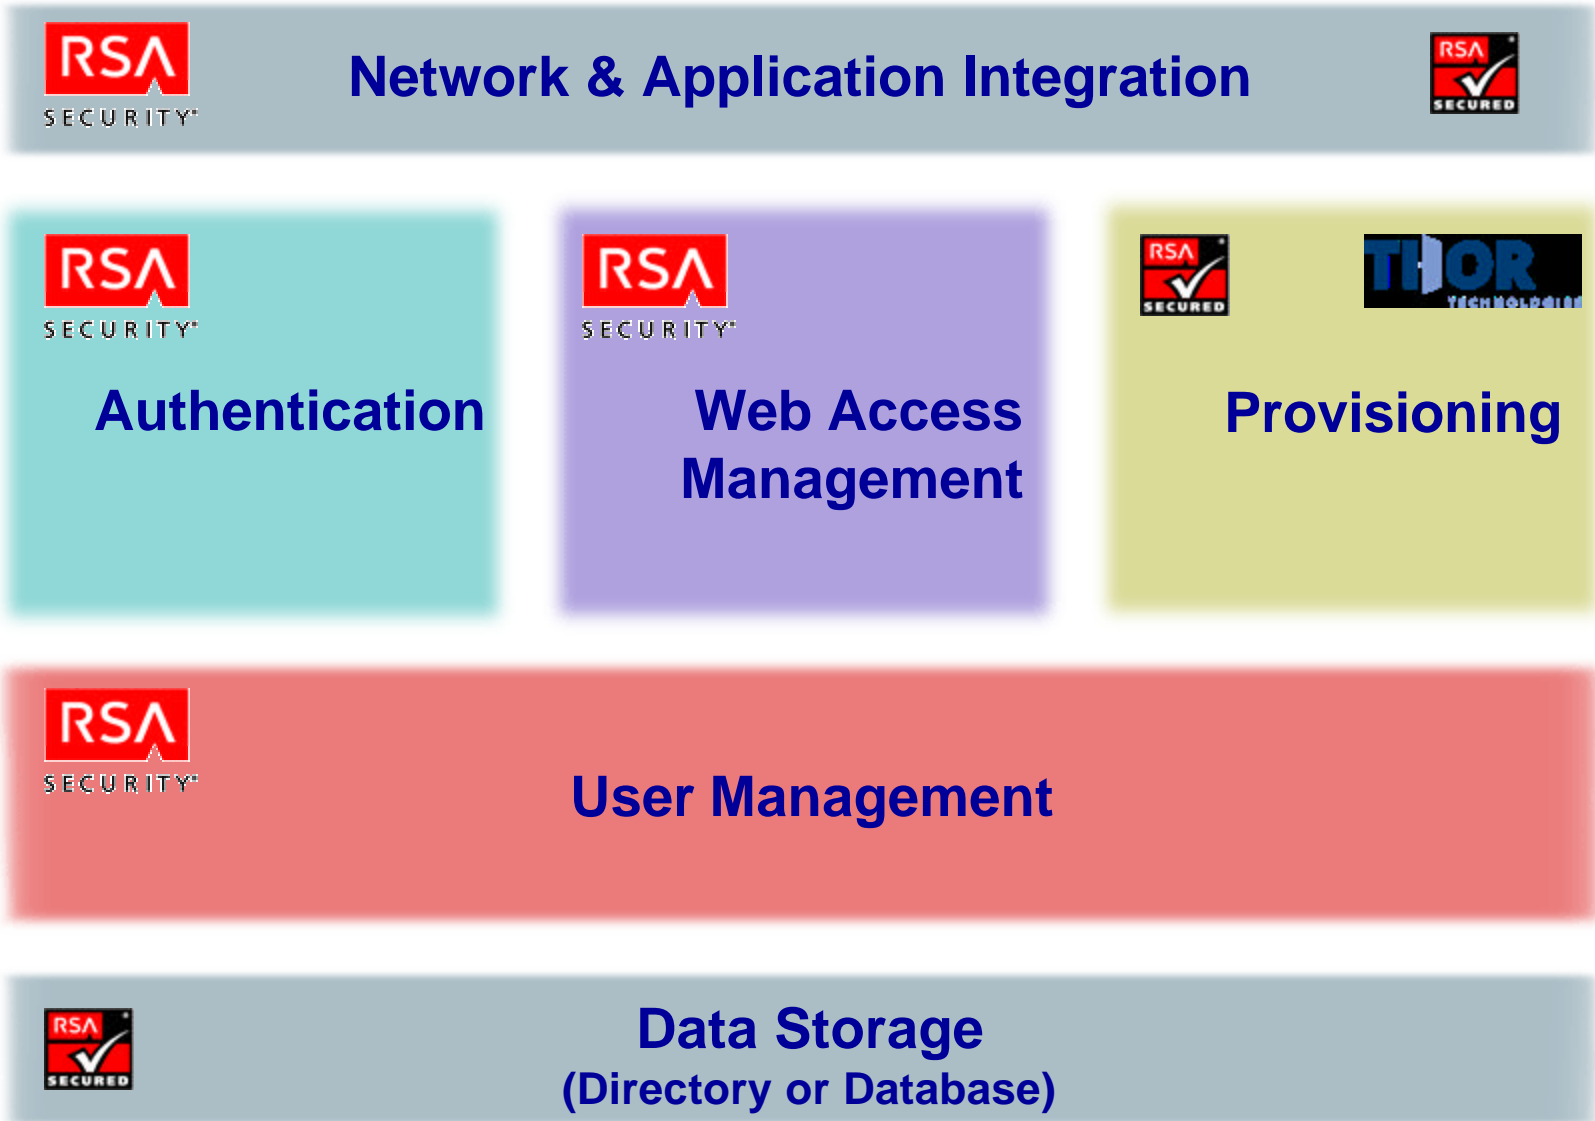 RSA
SECURITY®
Network & Application Integration
RSA
SECURED
RSA
SECURITY®
Authentication
RSA
SECURITY®
Web Access
Management
RSA
SECURED
THOR
TECHNOLOGIES
Provisioning
RSA
SECURITY®
User Management
RSA
SECURED
Data Storage
(Directory or Database)